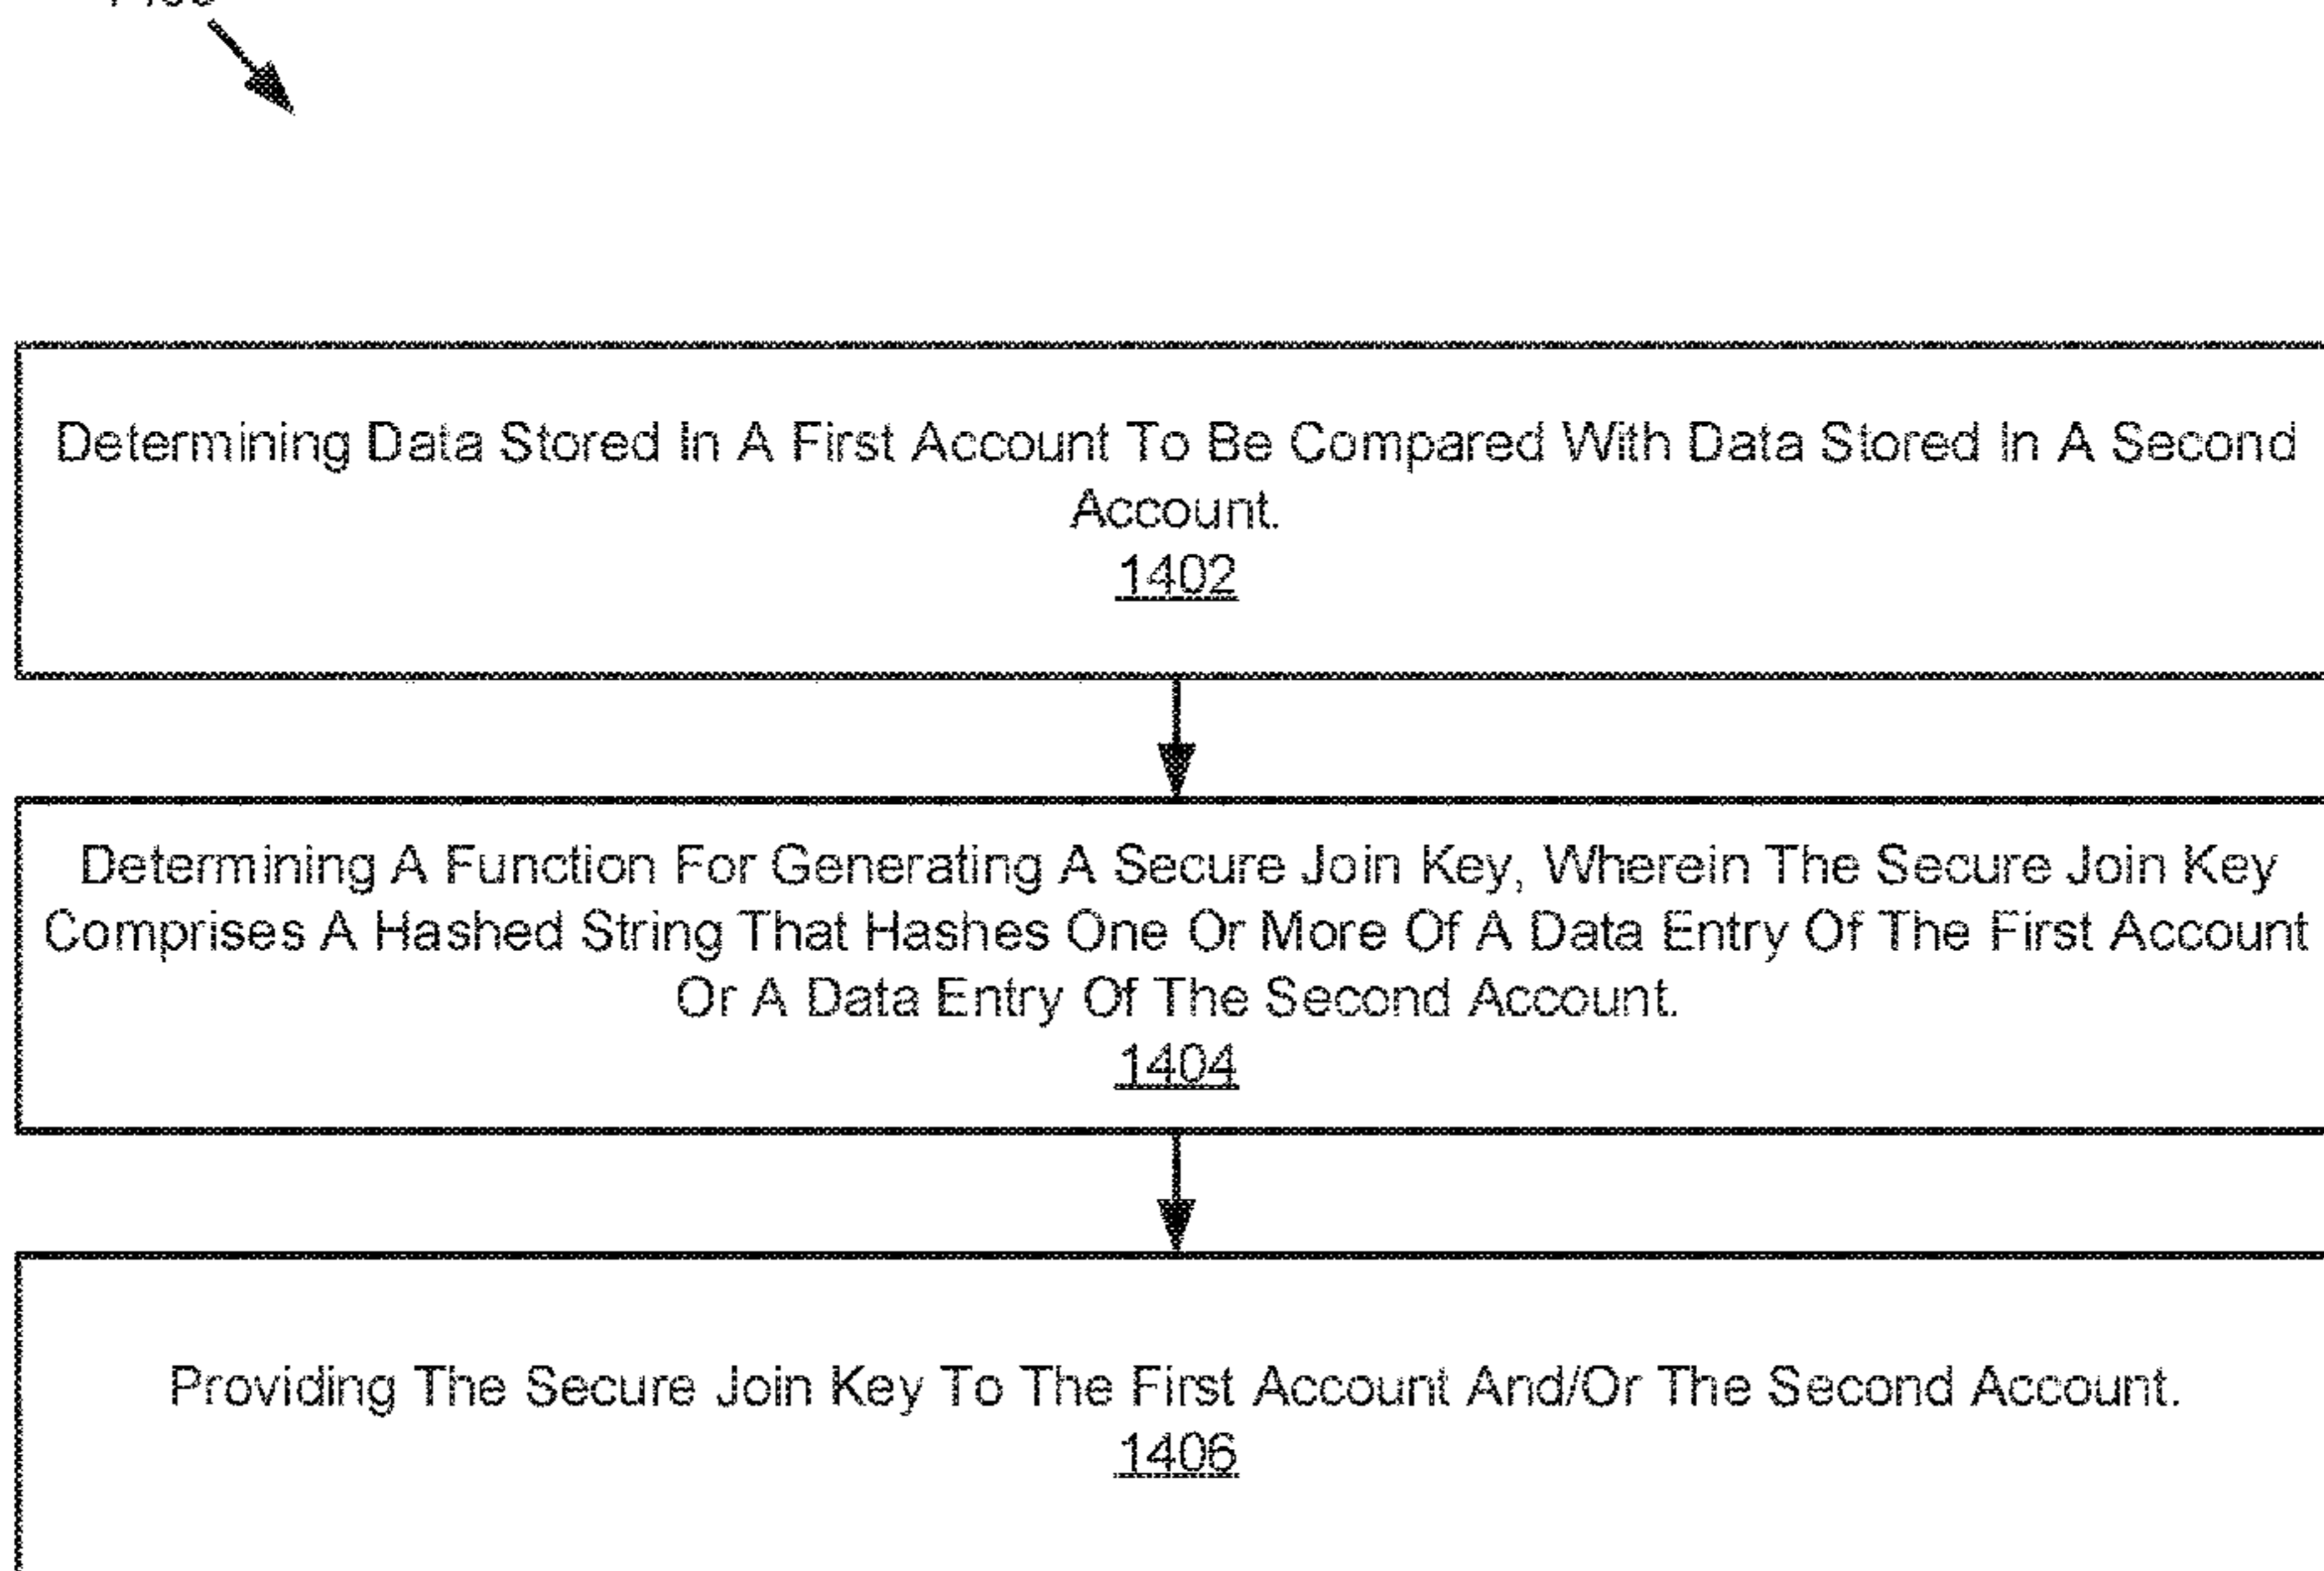 Determining Data Stored In A First Account To Be Compared With Data Stored In A Second
Account.
1402
Determining A Function For Generating A Secure Join Key, Wherein The Secure Join Key
Comprises A Hashed String That Hashes One Or More Of A Data Entry Of The First Account
Or A Data Entry Of The Second Account.
1404
Providing The Secure Join Key To The First Account And/Or The Second Account.
1406